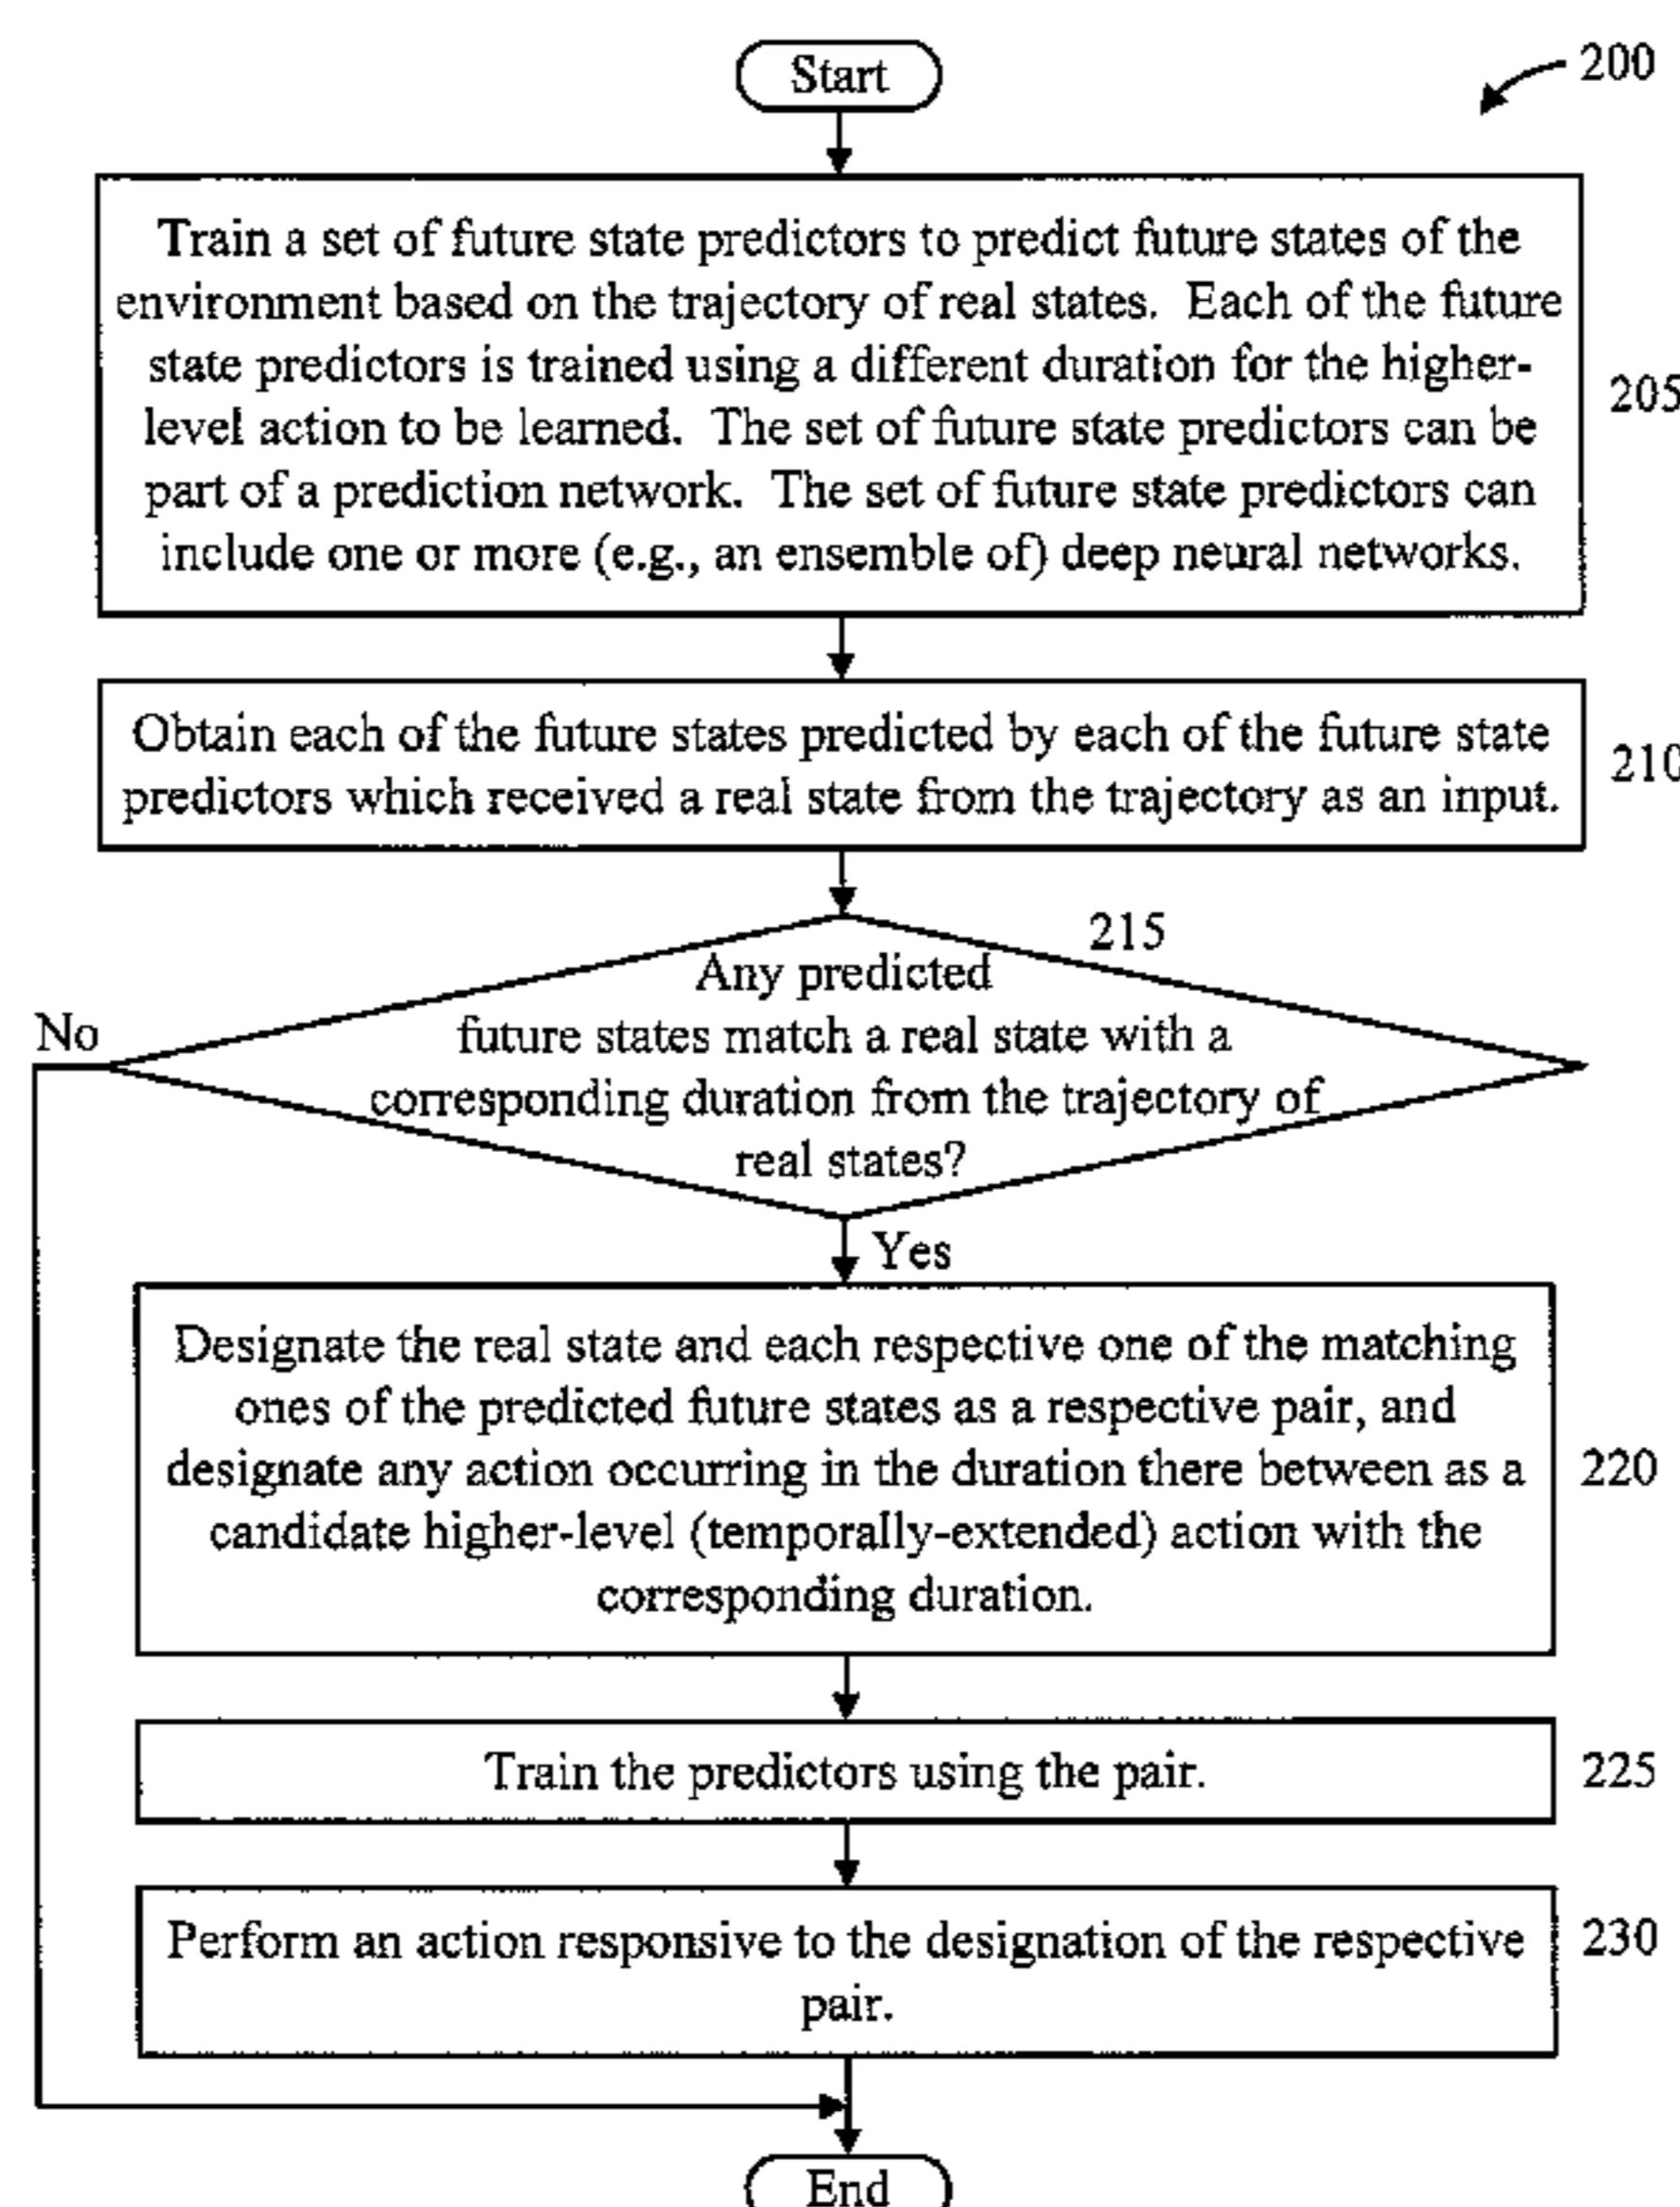 Start
200
Train a set of future state predictors to predict future states of the
environment based on the trajectory of real states. Each of the future
state predictors is trained using a different duration for the higher-
level action to be learned. The set of future state predictors can be
part of a prediction network. The set of future state predictors can
include one or more (e.g., an ensemble of) deep neural networks.
205
Obtain each of the future states predicted by each of the future state
predictors which received a real state from the trajectory as an input.
210
215
Any predicted
future states match a real state with a
corresponding duration from the trajectory of
real states?
No
Yes
Designate the real state and each respective one of the matching
ones of the predicted future states as a respective pair, and
designate any action occurring in the duration there between as a
candidate higher-level (temporally-extended) action with the
corresponding duration.
220
Train the predictors using the pair.
225
Perform an action responsive to the designation of the respective
pair.
230
End